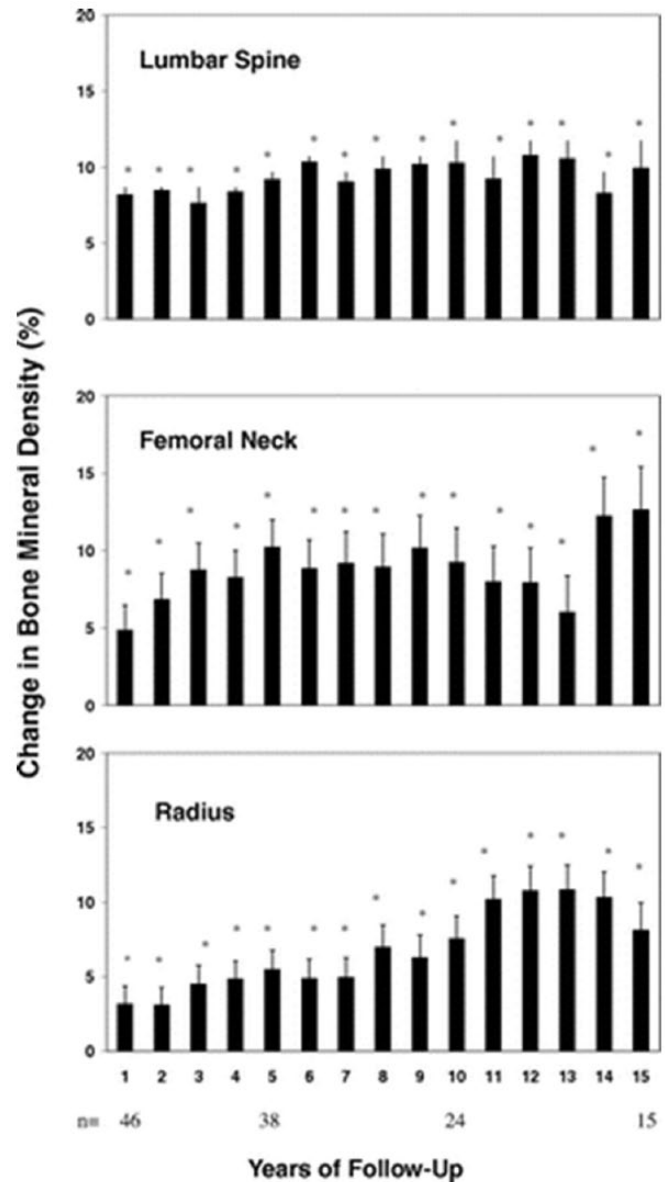 Change in Bone Mineral Density (%)
20
Lumbar Spine
15
* * * * * * * * * * * * * * *
10
5
0
20
Femoral Neck
15
* * * * * * * * * * * * * * *
10
5
0
20
Radius
15
* * * * * * * * * * * * * * *
10
5
0
1 2 3 4 5 6 7 8 9 10 11 12 13 14 15
n= 46 38 24 15
Years of Follow-Up